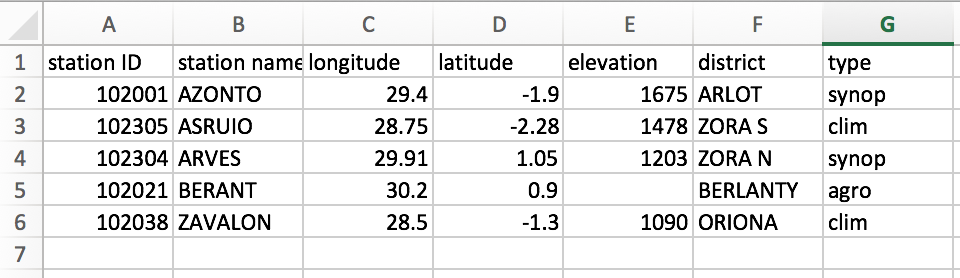 A B C D E F G
1 station ID station name longitude latitude elevation district type
2 102001 AZONTO 29.4 -1.9 1675 ARLOT synop
3 102305 ASRUIO 28.75 -2.28 1478 ZORA S clim
4 102304 ARVES 29.91 1.05 1203 ZORA N synop
5 102021 BERANT 30.2 0.9 BERLANTY agro
6 102038 ZAVALON 28.5 -1.3 1090 ORIONA clim
7